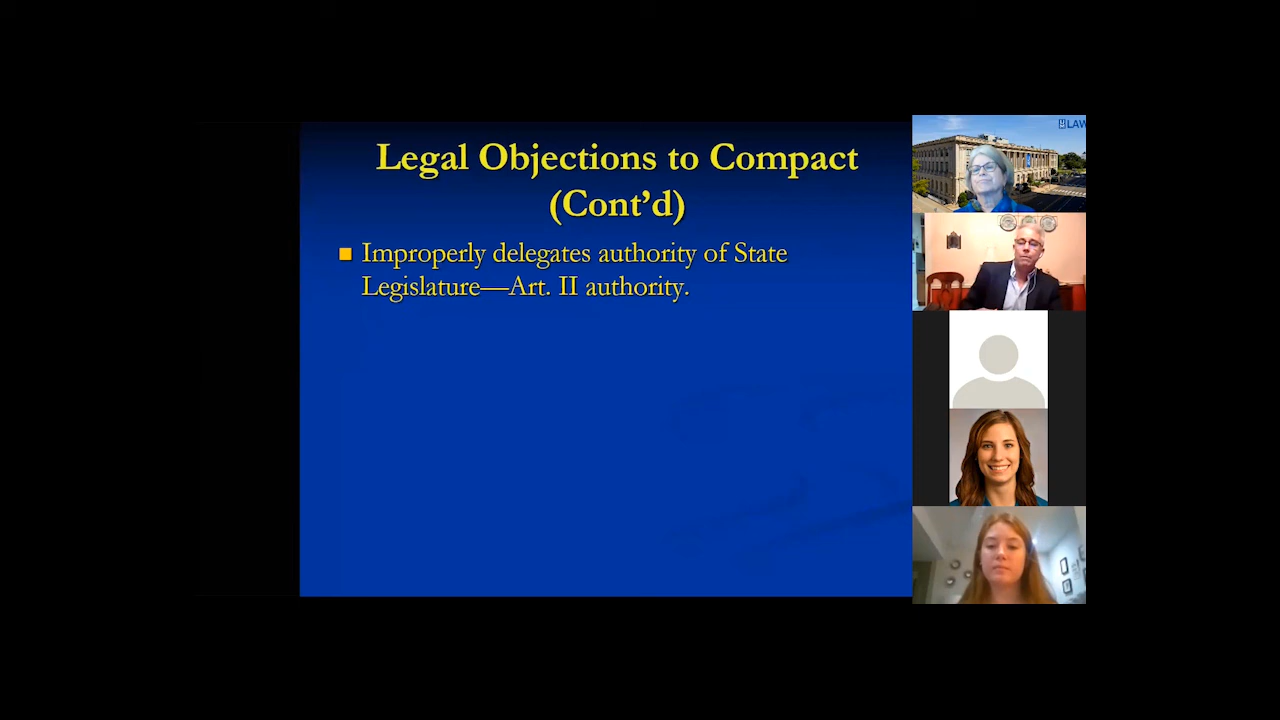 Legal Objections to Compact
(Cont’d)
Improperly delegates authority of State
Legislature—Art. II authority.
LAW